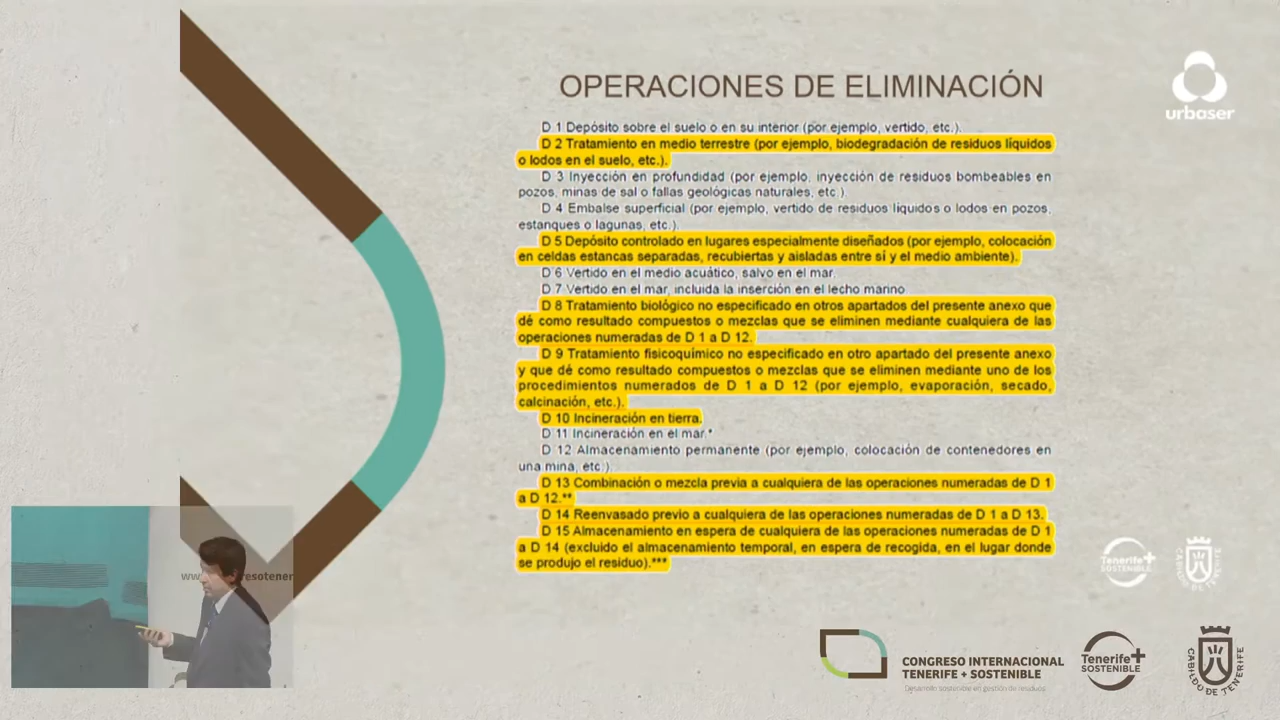 OPERACIONES DE ELIMINACIÓN
urbaser
D 1 Depósito sobre el suelo o en su interior (por ejemplo, vertido, etc.).
D 2 Tratamiento en medio terrestre (por ejemplo, biodegradación de residuos líquidos
o lodos en el suelo, etc.).
D 3 Inyección en profundidad (por ejemplo, inyección de residuos bombeables en
pozos, minas de sal o fallas geológicas naturales, etc.).
D 4 Embalse superficial (por ejemplo, vertido de residuos líquidos o lodos en pozos,
estanques o lagunas, etc.).
D 5 Depósito controlado en lugares especialmente diseñados (por ejemplo, colocación
en celdas estancas separadas, recubiertas y aisladas entre sí y el medio ambiente).
D 6 Vertido en el medio acuático, salvo en el mar.
D 7 Vertido en el mar, incluida la inserción en el lecho marino.
D 8 Tratamiento biológico no especificado en otros apartados del presente anexo que
dé como resultado compuestos o mezclas que se eliminen mediante cualquiera de las
operaciones numeradas de D 1 a D 12.
D 9 Tratamiento fisicoquímico no especificado en otro apartado del presente anexo
y que dé como resultado compuestos o mezclas que se eliminen mediante uno de los
procedimientos numerados de D 1 a D 12 (por ejemplo, evaporación, secado,
calcinación, etc.).
D 10 Incineración en tierra.
D 11 Incineración en el mar.*
D 12 Almacenamiento permanente (por ejemplo, colocación de contenedores en
una mina, etc.).
D 13 Combinación o mezcla previa a cualquiera de las operaciones numeradas de D 1
a D 12.**
D 14 Reenvasado previo a cualquiera de las operaciones numeradas de D 1 a D 13.
D 15 Almacenamiento en espera de cualquiera de las operaciones numeradas de D 1
a D 14 (excluido el almacenamiento temporal, en espera de recogida, en el lugar donde
se produjo el residuo).***
Tenerife+
SOSTENIBLE
CABILDO DE TENERIFE
CONGRESO INTERNACIONAL
TENERIFE + SOSTENIBLE
Desarrollo sostenible en gestión de residuos
Tenerife+
SOSTENIBLE
CABILDO DE TENERIFE